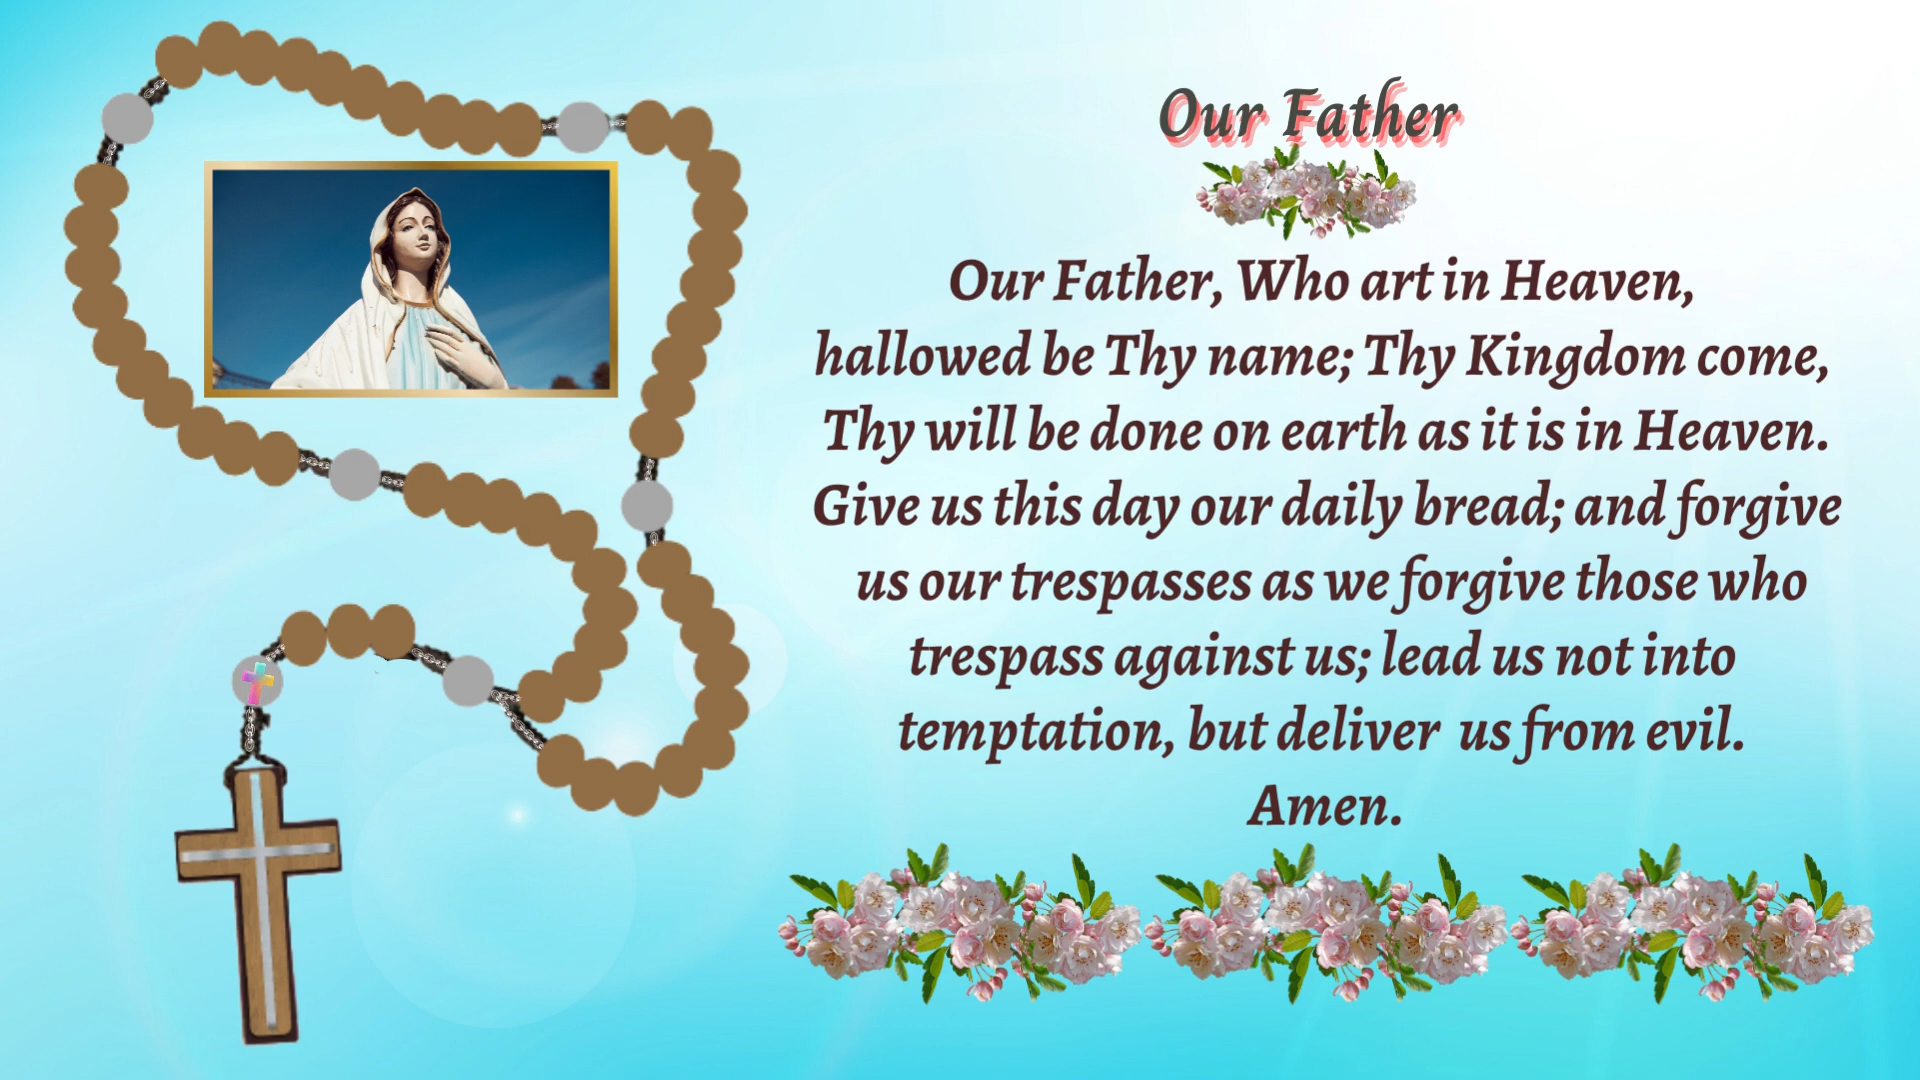 Our Father
Our Father, Who art in Heaven,
hallowed be Thy name; Thy Kingdom come,
Thy will be done on earth as it is in Heaven.
Give us this day our daily bread; and forgive
us our trespasses as we forgive those who
trespass against us; lead us not into
temptation, but deliver us from evil.
Amen.